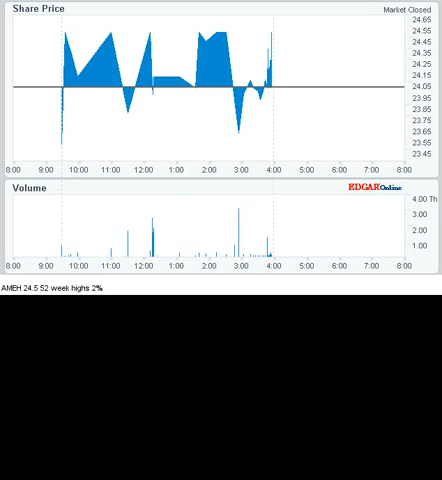 Share Price
Market Closed
24.65
24.55
24.45
24.35
24.25
24.15
24.05
23.95
23.85
23.75
23.65
23.55
23.45
8:00 9:00 10:00 11:00 12:00 1:00 2:00 3:00 4:00 5:00 6:00 7:00 8:00
Volume
EDGAR Online
4.00 Th
3.00
2.00
1.00
8:00 9:00 10:00 11:00 12:00 1:00 2:00 3:00 4:00 5:00 6:00 7:00 8:00
AMEH 24.5 52 week highs 2%